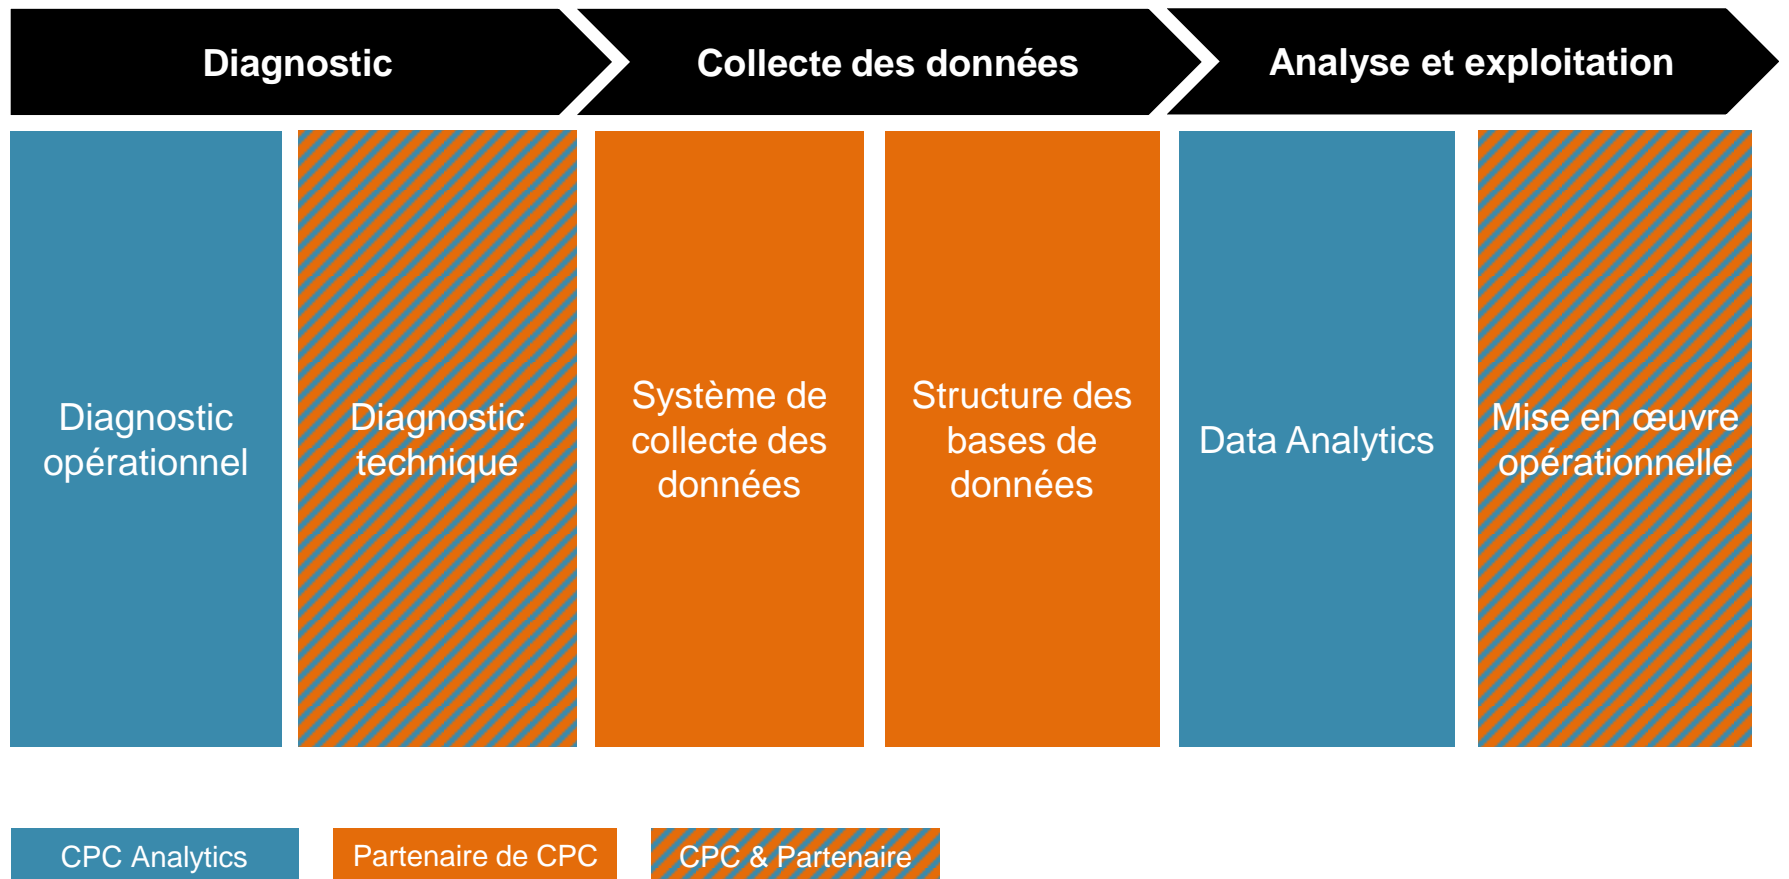 Diagnostic
Collecte des données
Analyse et exploitation
Diagnostic
opérationnel
Diagnostic
technique
Système de
collecte des
données
Structure des
bases de
données
Data Analytics
Mise en œuvre
opérationnelle
CPC Analytics
Partenaire de CPC
CPC & Partenaire